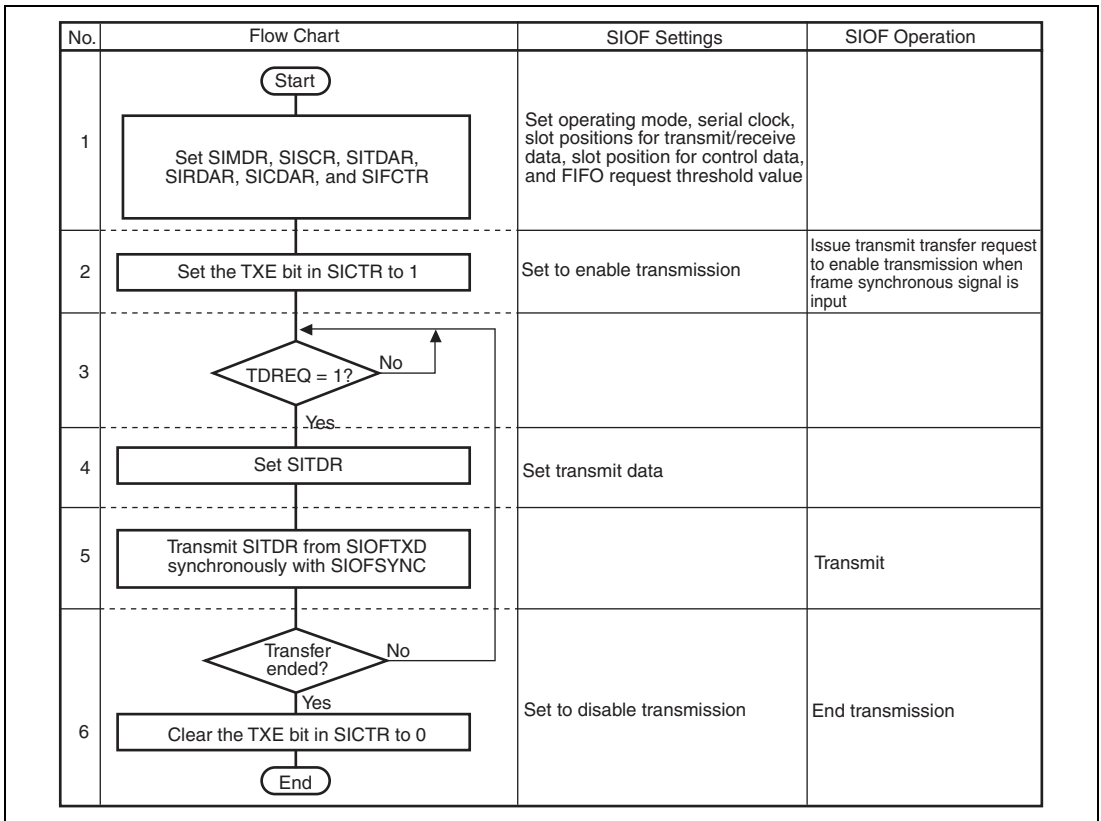 No.
Flow Chart
SIOF Settings
SIOF Operation
Start
1
Set SIMDR, SISCR, SITDAR,
SIRDAR, SICDAR, and SIFCTR
Set operating mode, serial clock,
slot positions for transmit/receive
data, slot position for control data,
and FIFO request threshold value
2
Set the TXE bit in SICTR to 1
Set to enable transmission
Issue transmit transfer request
to enable transmission when
frame synchronous signal is
input
3
TDREQ = 1?
No
Yes
4
Set SITDR
Set transmit data
5
Transmit SITDR from SIOFTXD
synchronously with SIOFSYNC
Transmit
Transfer
ended?
No
Yes
6
Clear the TXE bit in SICTR to 0
Set to disable transmission
End transmission
End